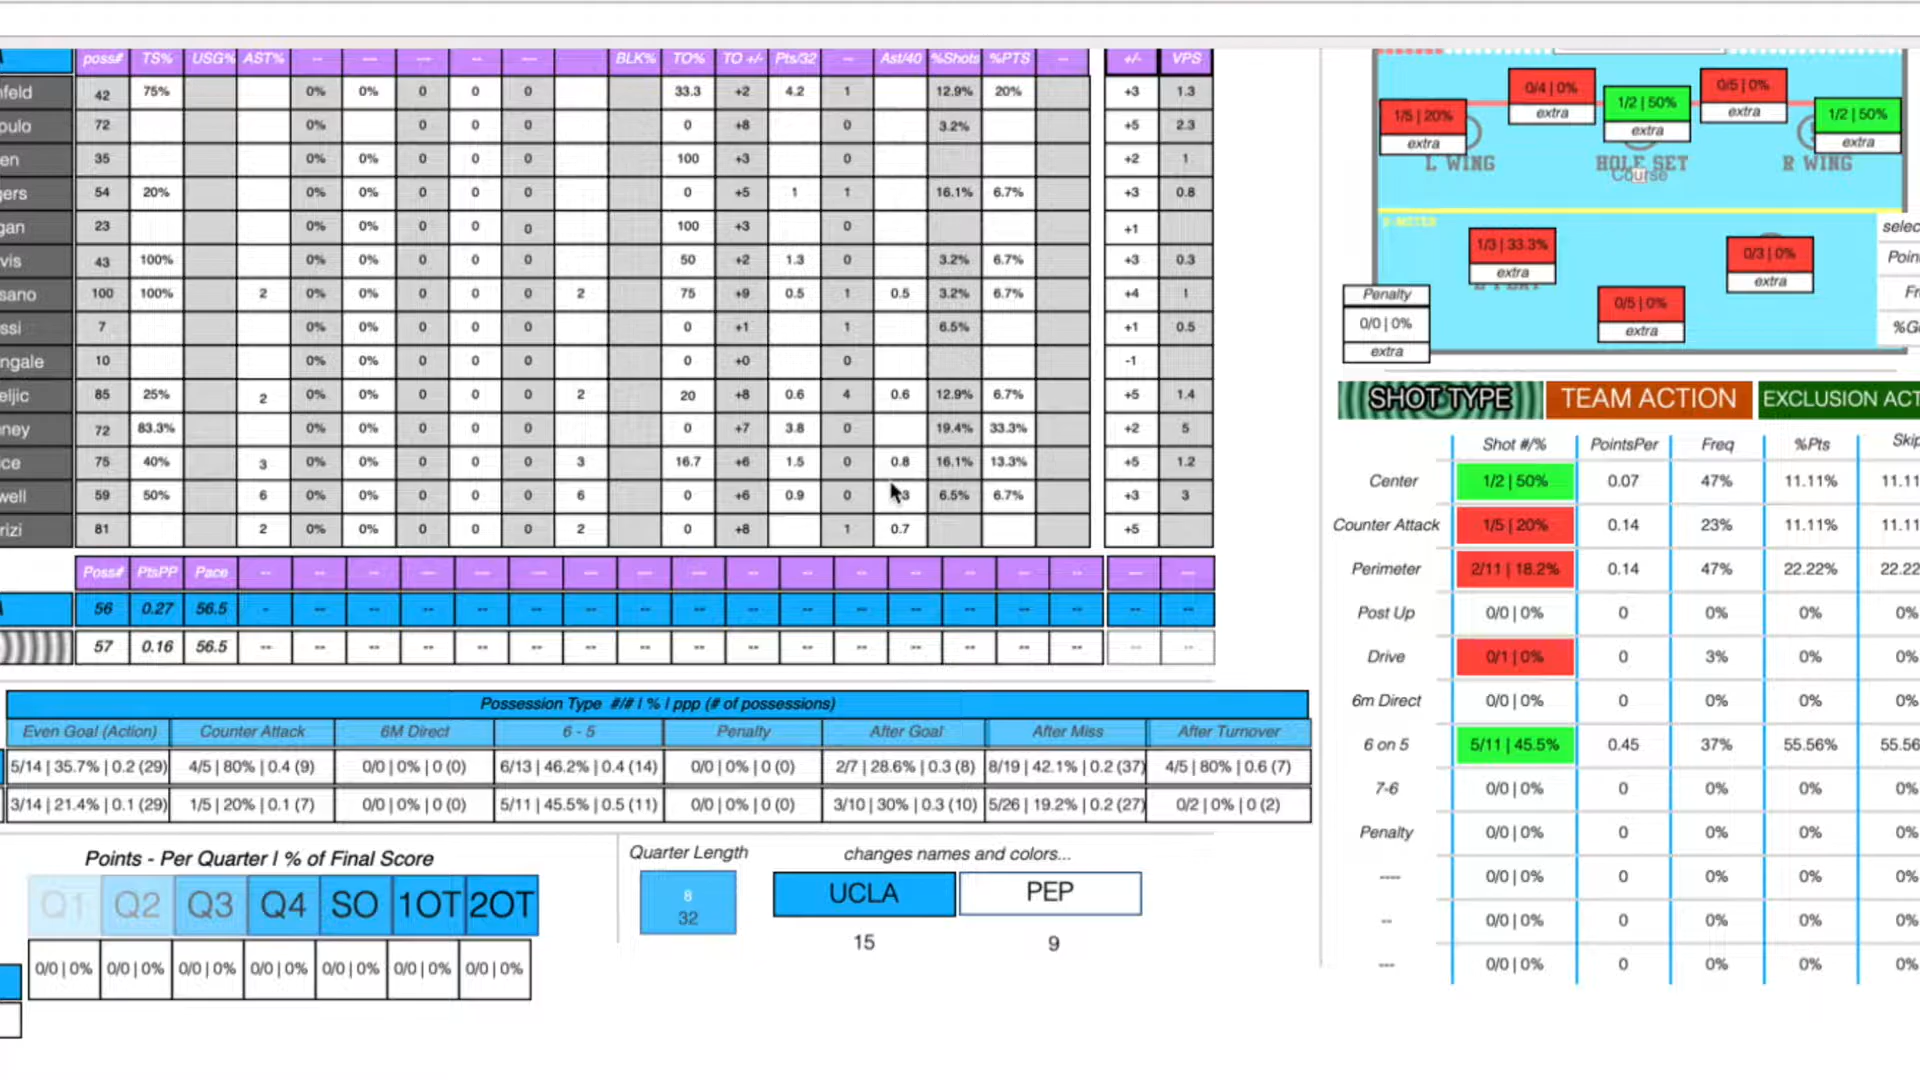 poss# TS% USG% AST% -- --- --- -- --- BLK% TO% TO +/- Pts/32 -- Ast/40 %Shots %PTS -- +/- VPS
nfeld 42 75% 0% 0% 0 0 33.3 +2 4.2 1 12.9% 20% +3 1.3
pulo 72 0% 0 0 0 +8 0 3.2% +5 2.3
en 35 0% 0% 0 0 100 +3 0 +2 1
gers 54 20% 0% 0% 0 0 0 +5 1 1 16.1% 6.7% +3 0.8
gan 23 0% 0% 0 0 100 +3 0 +1
vis 43 100% 0% 0% 0 0 50 +2 1.3 0 3.2% 6.7% +3 0.3
sano 100 100% 2 0% 0% 0 0 2 75 +9 0.5 1 0.5 3.2% 6.7% +4 1
ssi 7 0% 0% 0 0 0 +1 1 6.5% +1 0.5
ngale 10 0% 0% 0 0 0 +0 0 -1
eljic 85 25% 2 0% 0% 0 0 2 20 +8 0.6 4 0.6 12.9% 6.7% +5 1.4
ney 72 83.3% 0% 0% 0 0 0 +7 3.8 0 19.4% 33.3% +2 5
ice 75 40% 3 0% 0% 0 0 3 16.7 +6 1.5 0 0.8 16.1% 13.3% +5 1.2
well 59 50% 6 0% 0% 0 0 6 0 +6 0.9 0 6.5% 6.7% +3 3
rizi 81 2 0% 0% 0 0 2 0 +8 1 0.7 +5
Poss# PtsPP Pace -- --- --- --- --- --- --- -- -- -- -- -- -- --- ---
56 0.27 56.5 - -- -- -- -- -- -- -- -- -- -- -- -- -- -- -- --
57 0.16 56.5 -- -- -- -- -- -- -- -- -- -- -- -- -- -- -- -- --
Possession Type #/# | % | ppp (# of possessions)
Even Goal (Action) Counter Attack 6M Direct 6 - 5 Penalty After Goal After Miss After Turnover
5/14 | 35.7% | 0.2 (29) 4/5 | 80% | 0.4 (9) 0/0 | 0% | 0 (0) 6/13 | 46.2% | 0.4 (14) 0/0 | 0% | 0 (0) 2/7 | 28.6% | 0.3 (8) 8/19 | 42.1% | 0.2 (37) 4/5 | 80% | 0.6 (7)
3/14 | 21.4% | 0.1 (29) 1/5 | 20% | 0.1 (7) 0/0 | 0% | 0 (0) 5/11 | 45.5% | 0.5 (11) 0/0 | 0% | 0 (0) 3/10 | 30% | 0.3 (10) 5/26 | 19.2% | 0.2 (27) 0/2 | 0% | 0 (2)
Points - Per Quarter | % of Final Score
Q1 Q2 Q3 Q4 SO 1OT 2OT
0/0 | 0% 0/0 | 0% 0/0 | 0% 0/0 | 0% 0/0 | 0% 0/0 | 0% 0/0 | 0%
Quarter Length
8
32
changes names and colors...
UCLA PEP
15 9
0/4 | 0% 0/5 | 0%
extra extra
1/5 | 20% 1/2 | 50% 1/2 | 50%
extra extra extra
L WING HOLE SET R WING
Course
1/3 | 33.3% 0/3 | 0%
extra extra
0/5 | 0%
extra
Penalty
0/0 | 0%
extra
selec
Poin
Fr
%G
SHOT TYPE TEAM ACTION EXCLUSION ACT
Shot #/% PointsPer Freq %Pts Skip
Center 1/2 | 50% 0.07 47% 11.11% 11.11
Counter Attack 1/5 | 20% 0.14 23% 11.11% 11.11
Perimeter 2/11 | 18.2% 0.14 47% 22.22% 22.22
Post Up 0/0 | 0% 0 0% 0% 0%
Drive 0/1 | 0% 0 3% 0% 0%
6m Direct 0/0 | 0% 0 0% 0% 0%
6 on 5 5/11 | 45.5% 0.45 37% 55.56% 55.56
7-6 0/0 | 0% 0 0% 0% 0%
Penalty 0/0 | 0% 0 0% 0% 0%
---- 0/0 | 0% 0 0% 0% 0%
-- 0/0 | 0% 0 0% 0% 0%
--- 0/0 | 0% 0 0% 0% 0%